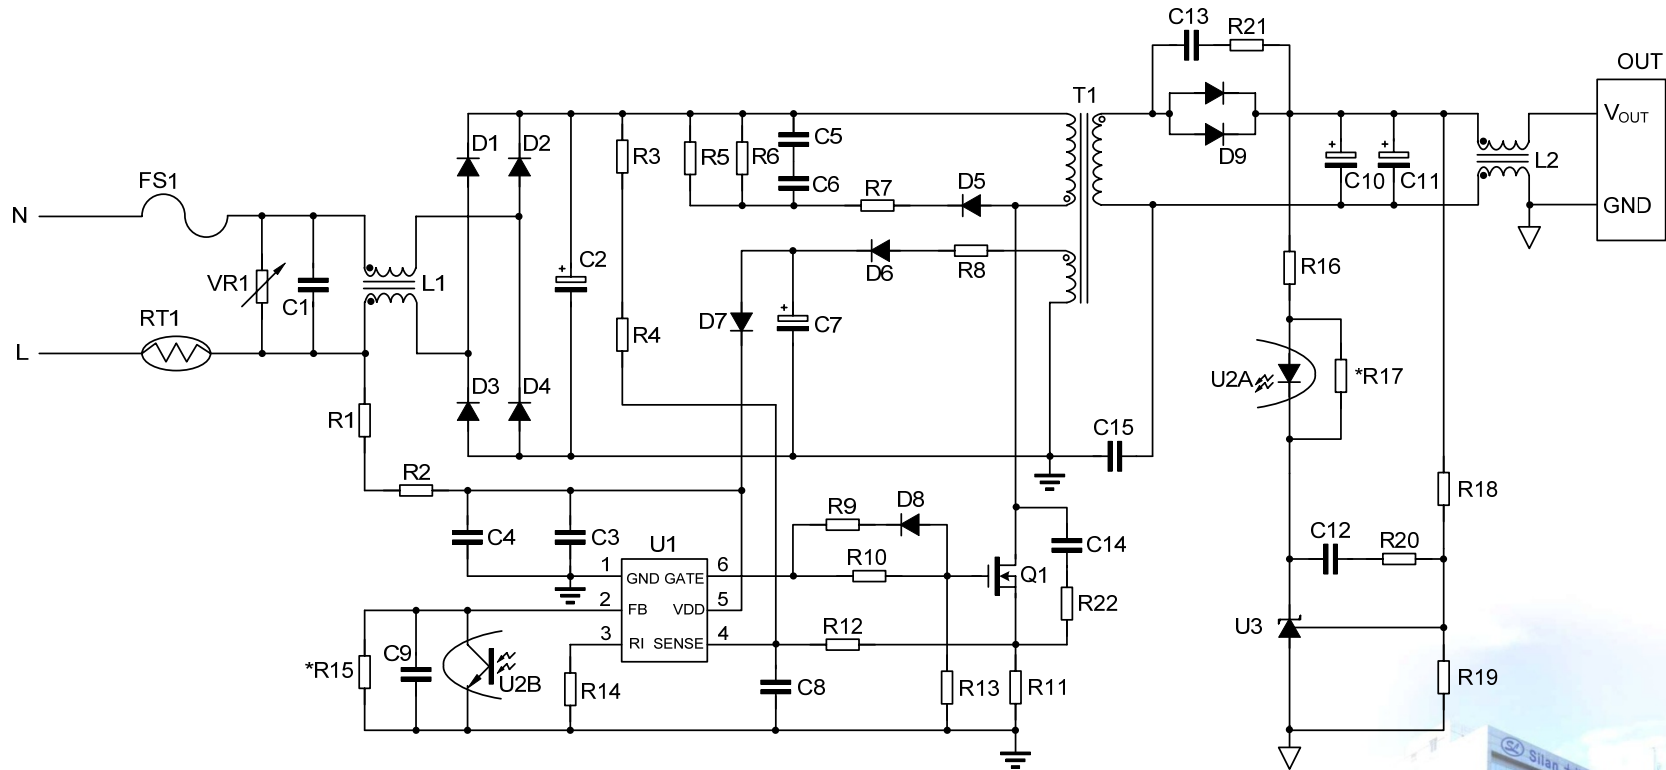 C13
R21
OUT
T1
VOUT
D1
D2
R3
R5
R6
C5
C6
D9
C10
C11
L2
GND
FS1
N
R7
D5
VR1
C1
L1
C2
D6
R8
R16
RT1
L
R4
D7
C7
U2A
*R17
R1
D3
D4
C15
R2
R18
R9
D8
C4
C3
U1
R10
C14
C12
R20
1
GND
GATE
6
Q1
2
FB
VDD
5
R22
3
RI
SENSE
4
R12
U3
*R15
C9
U2B
R14
C8
R13
R11
R19
SL
Silan